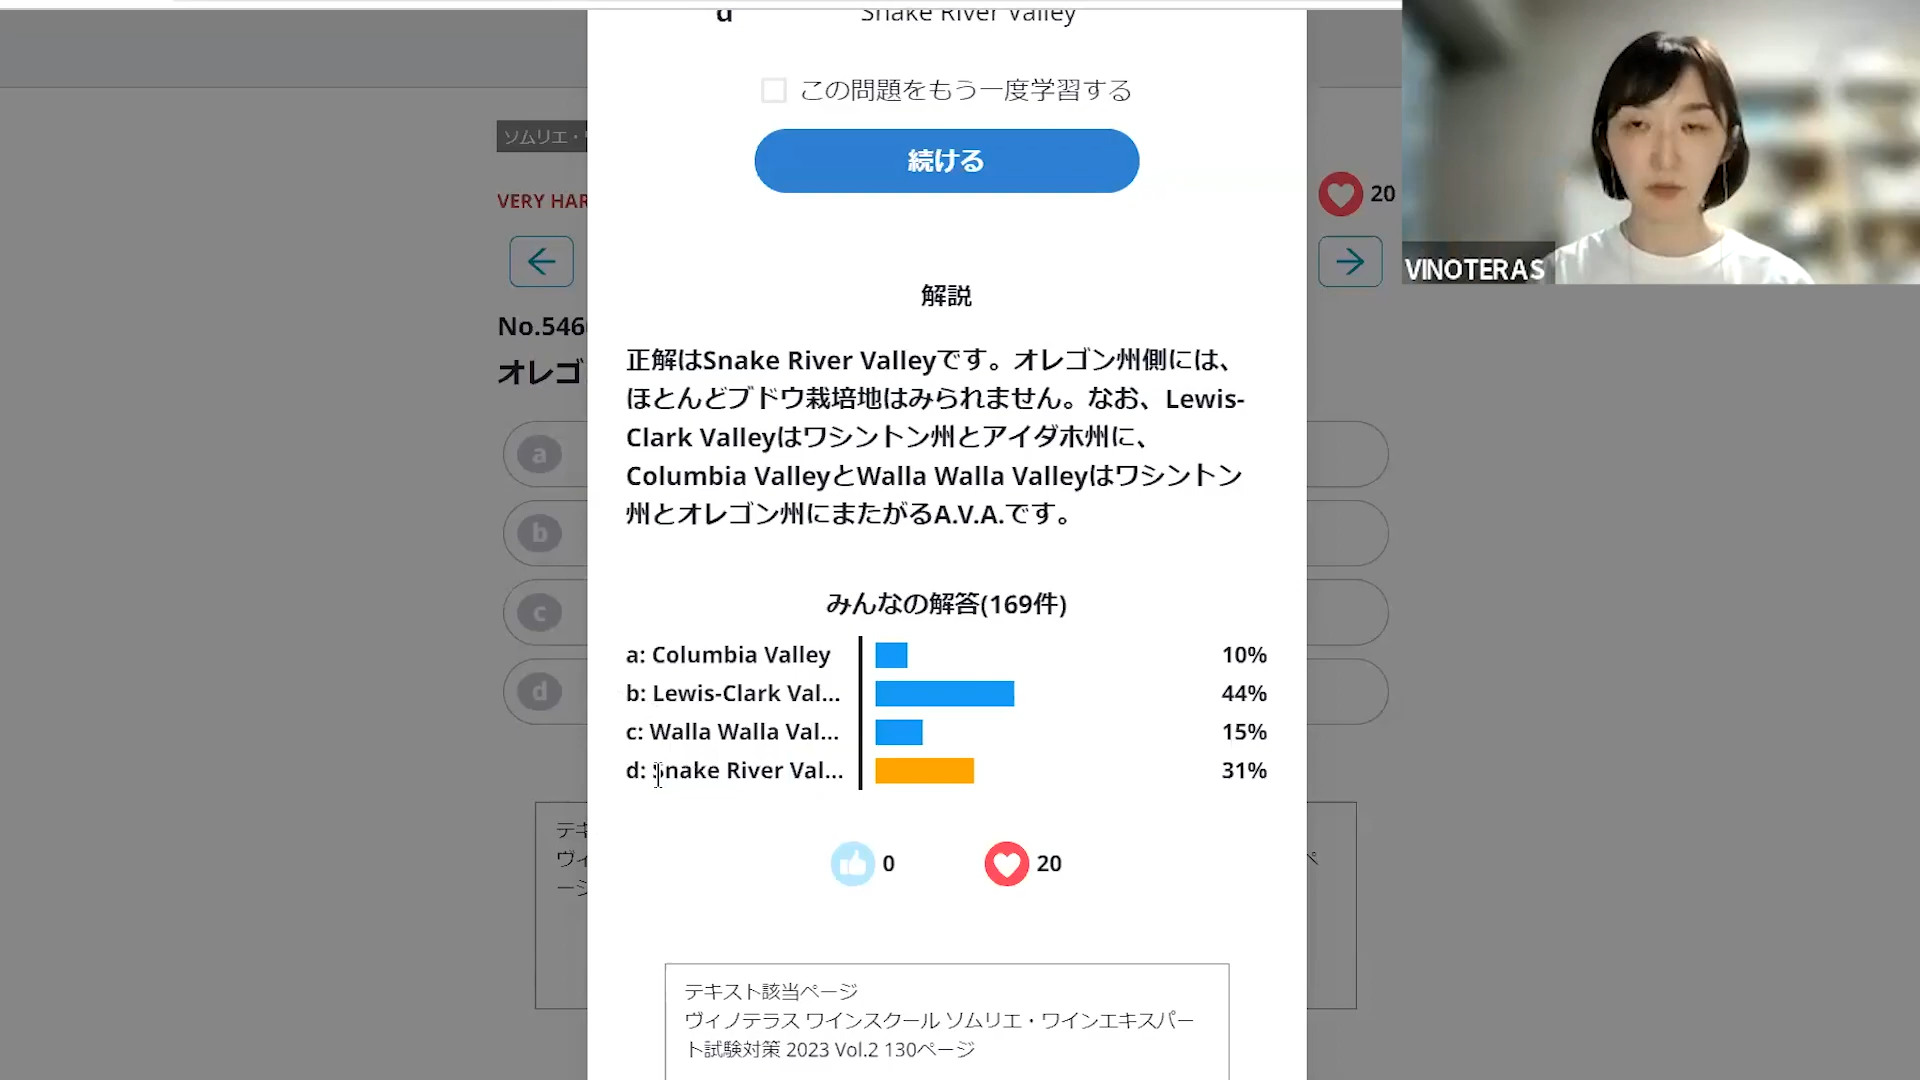 d Snake River Valley
この問題をもう一度学習する
ソムリエ・
続ける
VERY HAR
20
VINOTERAS
解説
No.546
オレゴ
正解はSnake River Valleyです。オレゴン州側には、
ほとんどブドウ栽培地はみられません。なお、Lewis-
Clark Valleyはワシントン州とアイダホ州に、
Columbia ValleyとWalla Walla Valleyはワシントン
州とオレゴン州にまたがるA.V.A.です。
a
b
c
d
みんなの解答(169件)
a: Columbia Valley 10%
b: Lewis-Clark Val... 44%
c: Walla Walla Val... 15%
d: Snake River Val... 31%
テキ
ヴィ
ージ
ペ
0 20
テキスト該当ページ
ヴィノテラス ワインスクール ソムリエ・ワインエキスパー
ト試験対策 2023 Vol.2 130ページ